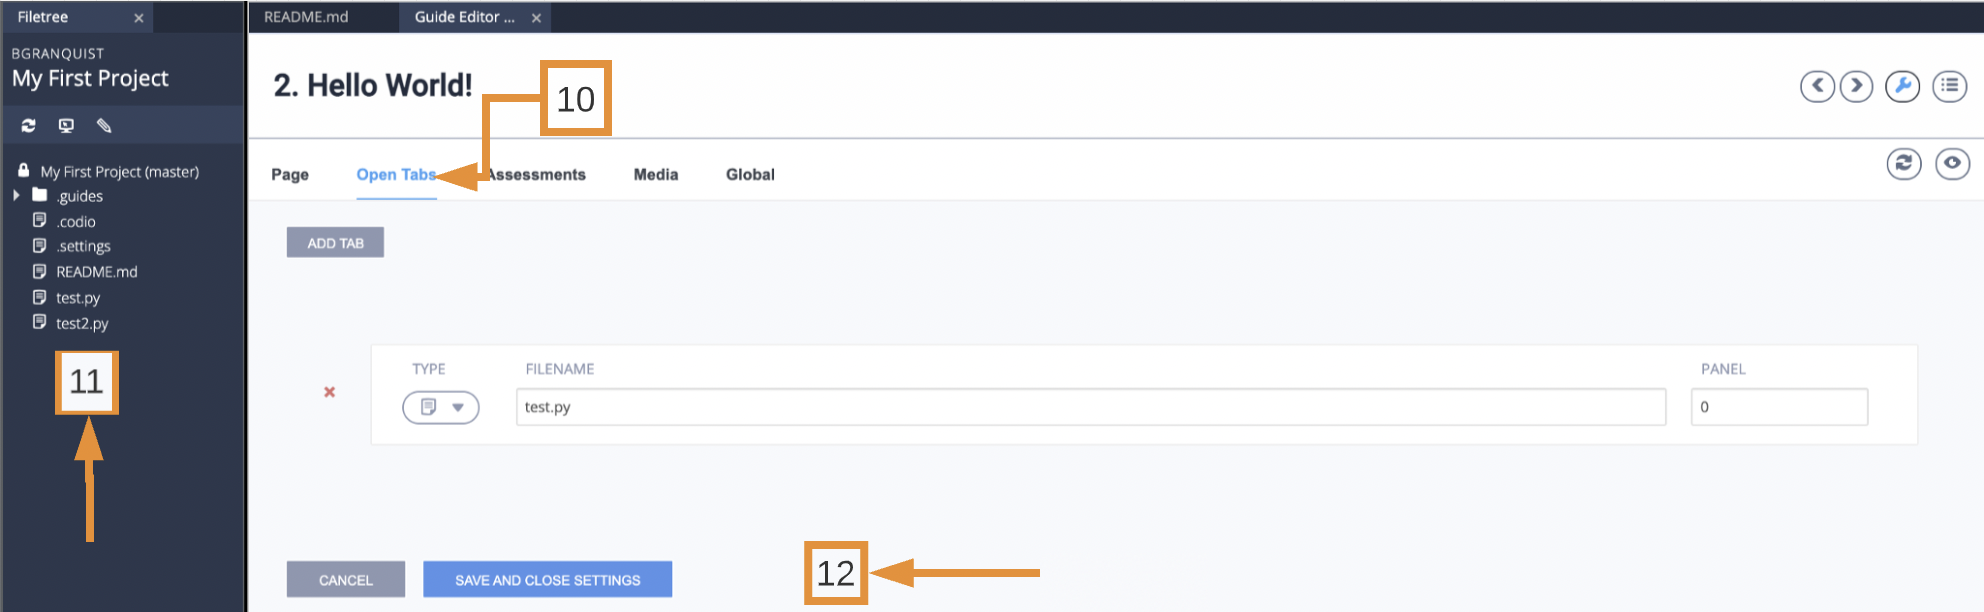 Filetree
README.md
Guide Editor ...
BGRANQUIST
My First Project
2. Hello World!
10
My First Project (master)
.guides
.codio
.settings
README.md
test.py
test2.py
11
Page
Open Tabs
Assessments
Media
Global
ADD TAB
TYPE
FILENAME
PANEL
test.py
0
CANCEL
SAVE AND CLOSE SETTINGS
12